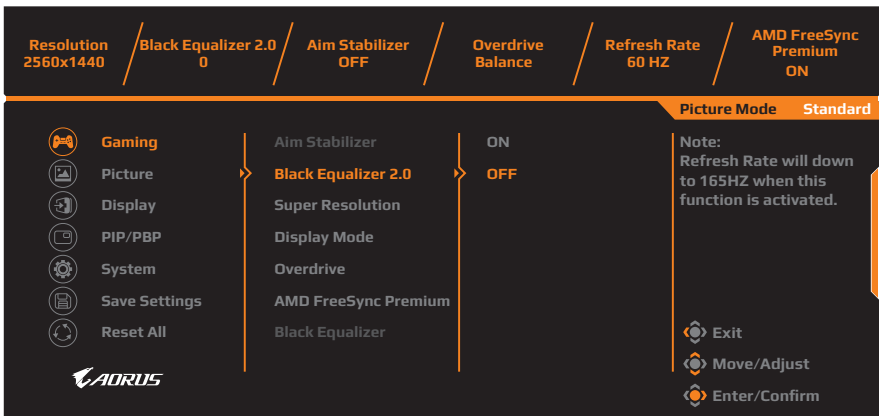 Resolution
2560x1440
Black Equalizer 2.0
0
Aim Stabilizer
OFF
Overdrive
Balance
Refresh Rate
60 HZ
AMD FreeSync
Premium
ON
Picture Mode Standard
Gaming
Picture
Display
PIP/PBP
System
Save Settings
Reset All
Aim Stabilizer
Black Equalizer 2.0
Super Resolution
Display Mode
Overdrive
AMD FreeSync Premium
Black Equalizer
ON
OFF
Note:
Refresh Rate will down
to 165HZ when this
function is activated.
Exit
Move/Adjust
Enter/Confirm
AORUS